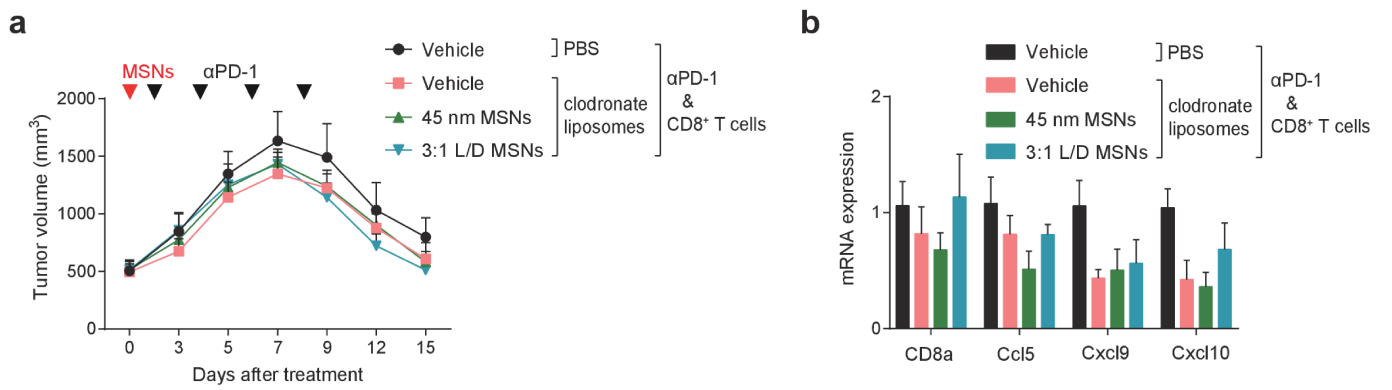 a
MSNs
αPD-1
Vehicle
PBS
Vehicle
45 nm MSNs
3:1 L/D MSNs
clodronate
liposomes
αPD-1
&
CD8⁺ T cells
Tumor volume (mm³)
2000
1500
1000
500
0
0 3 5 7 9 12 15
Days after treatment
b
Vehicle
PBS
Vehicle
45 nm MSNs
3:1 L/D MSNs
clodronate
liposomes
αPD-1
&
CD8⁺ T cells
mRNA expression
2
1
0
CD8a Ccl5 Cxcl9 Cxcl10